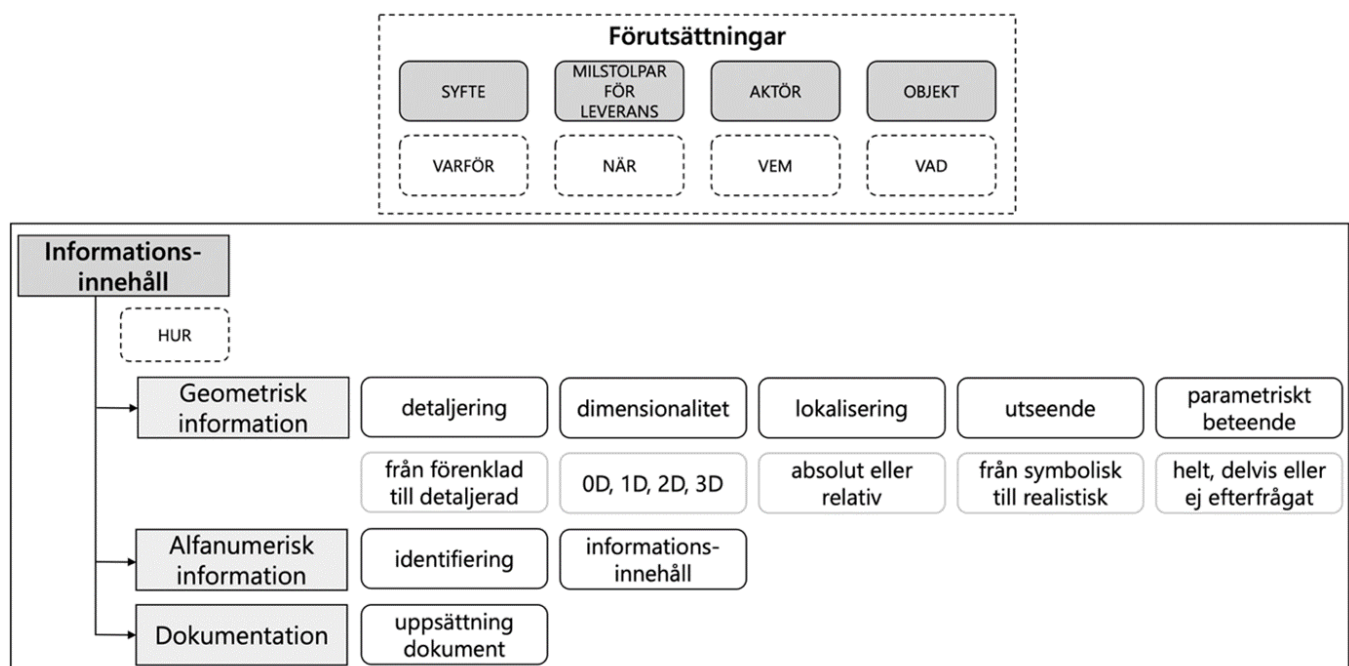 Förutsättningar
SYFTE
MILSTOLPAR
FÖR
LEVERANS
AKTÖR
OBJEKT
VARFÖR
NÄR
VEM
VAD
Informations-
innehåll
HUR
Geometrisk
information
detaljering
dimensionalitet
lokalisering
utseende
parametriskt
beteende
från förenklad
till detaljerad
0D, 1D, 2D, 3D
absolut eller
relativ
från symbolisk
till realistisk
helt, delvis eller
ej efterfrågat
Alfanumerisk
information
identifiering
informations-
innehåll
Dokumentation
uppsättning
dokument